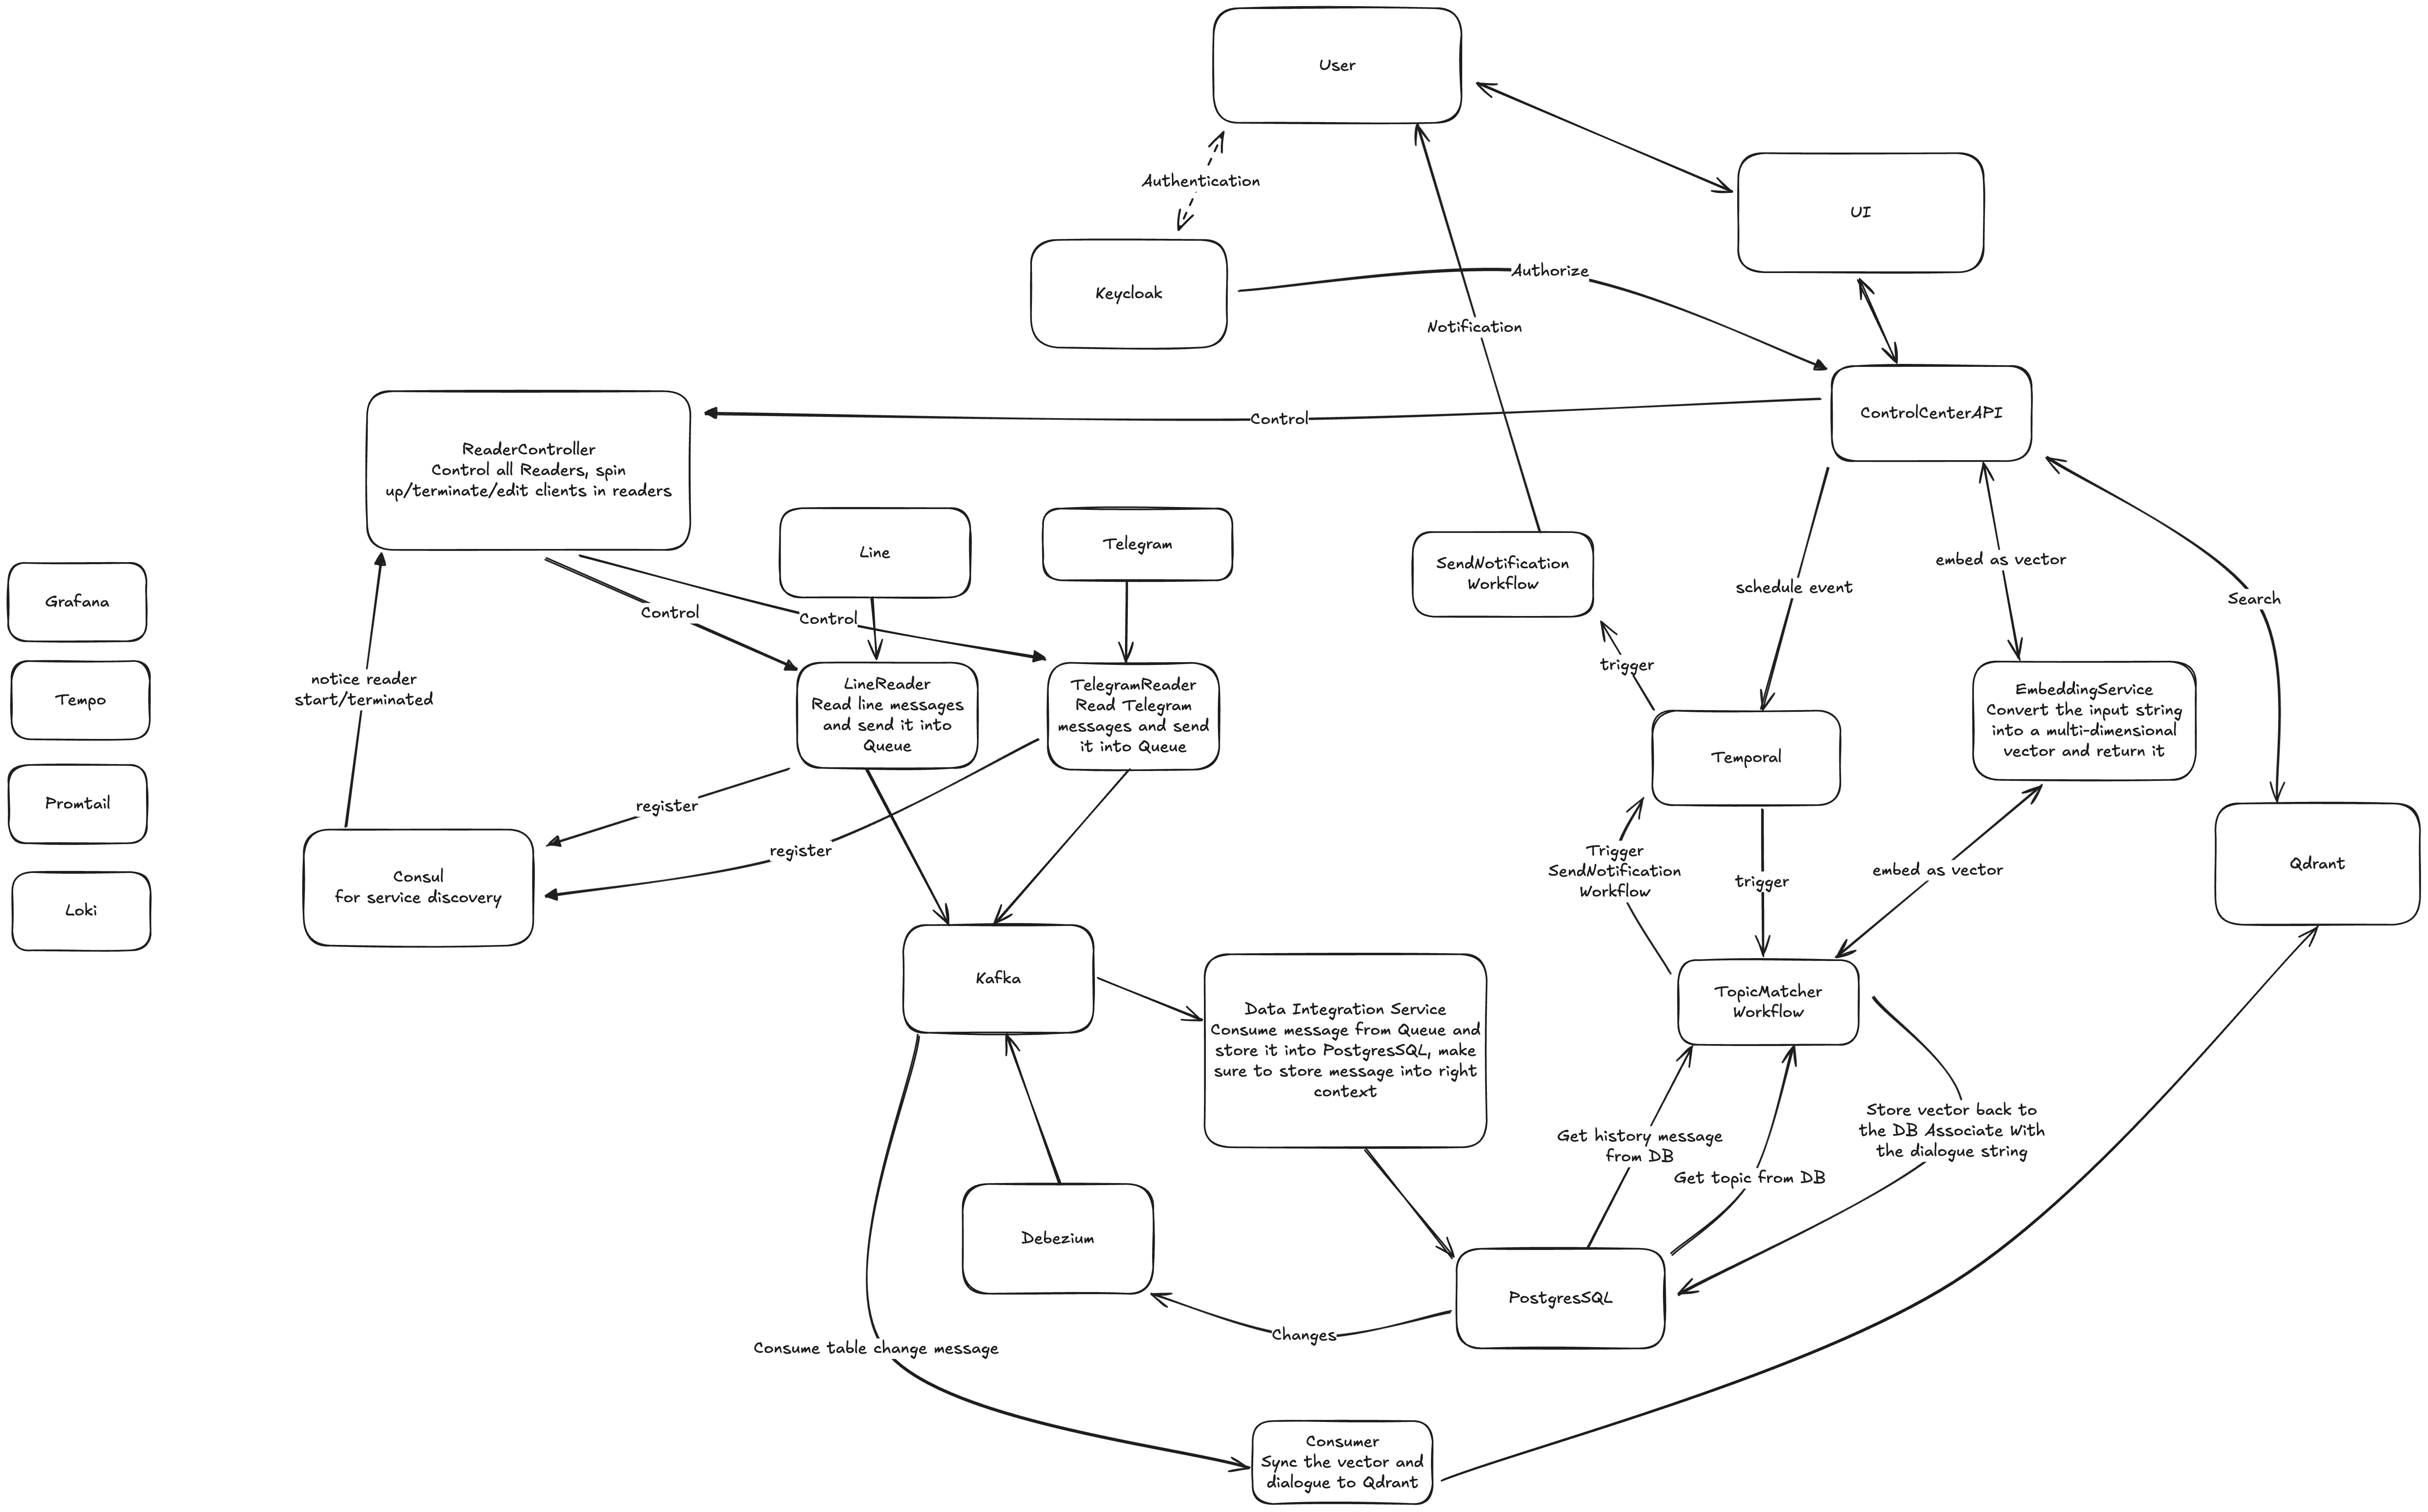 User
Authentication
UI
Keycloak
Authorize
Notification
Control
ControlCenterAPI
ReaderController
Control all Readers, spin
up/terminate/edit clients in readers
Line
Telegram
SendNotification
Workflow
embed as vector
schedule event
Search
Grafana
Control
Control
trigger
notice reader
start/terminated
LineReader
Read line messages
and send it into
Queue
TelegramReader
Read Telegram
messages and send
it into Queue
EmbeddingService
Convert the input string
into a multi-dimensional
vector and return it
Tempo
Temporal
Promtail
register
register
Trigger
SendNotification
Workflow
trigger
embed as vector
Qdrant
Consul
for service discovery
Loki
Kafka
TopicMatcher
Workflow
Data Integration Service
Consume message from Queue and
store it into PostgresSQL, make
sure to store message into right
context
Store vector back to
the DB Associate With
the dialogue string
Get history message
from DB
Get topic from DB
Debezium
PostgresSQL
Changes
Consume table change message
Consumer
Sync the vector and
dialogue to Qdrant